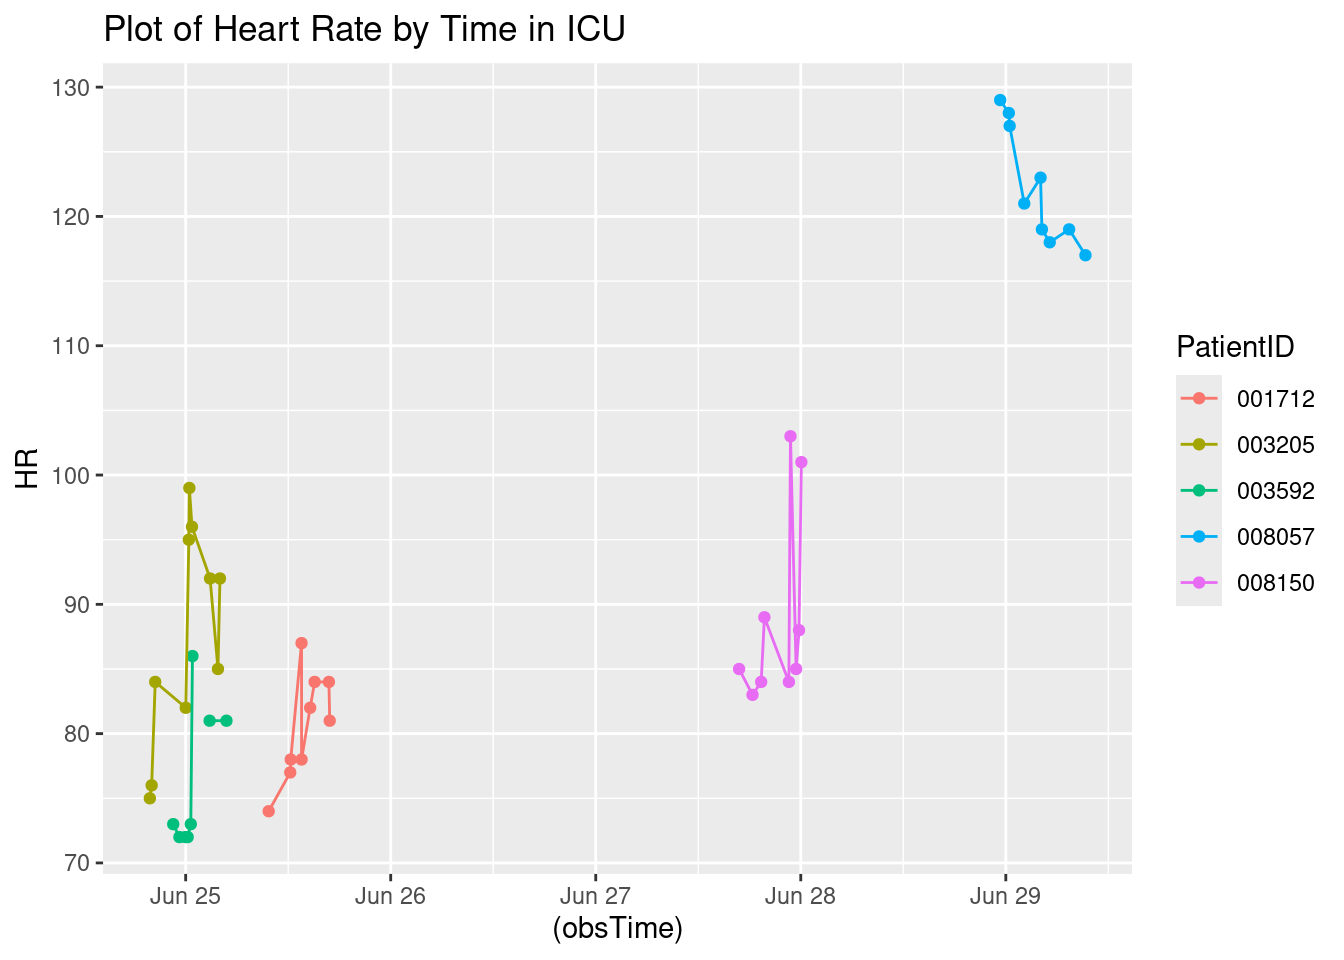 Plot of Heart Rate by Time in ICU
130
120
110
100
90
80
70
HR
Jun 25 Jun 26 Jun 27 Jun 28 Jun 29
(obsTime)
PatientID
001712
003205
003592
008057
008150